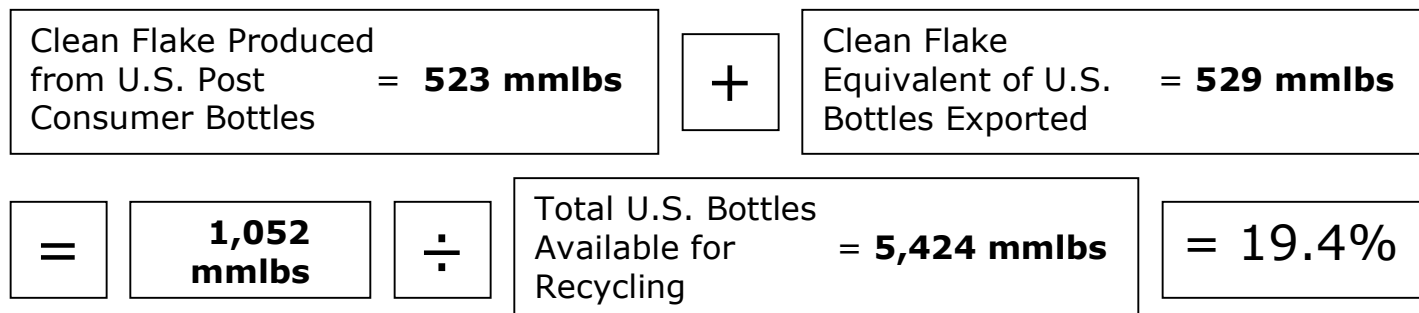 Clean Flake Produced
from U.S. Post = 523 mmlbs
Consumer Bottles
+
Clean Flake
Equivalent of U.S. = 529 mmlbs
Bottles Exported
=
1,052
mmlbs
÷
Total U.S. Bottles
Available for = 5,424 mmlbs
Recycling
= 19.4%